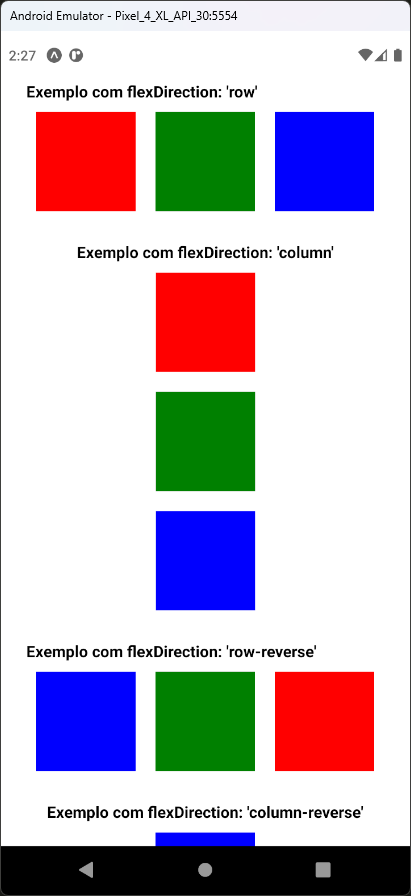 Android Emulator - Pixel_4_XL_API_30:5554
2:27
Exemplo com flexDirection: 'row'
Exemplo com flexDirection: 'column'
Exemplo com flexDirection: 'row-reverse'
Exemplo com flexDirection: 'column-reverse'